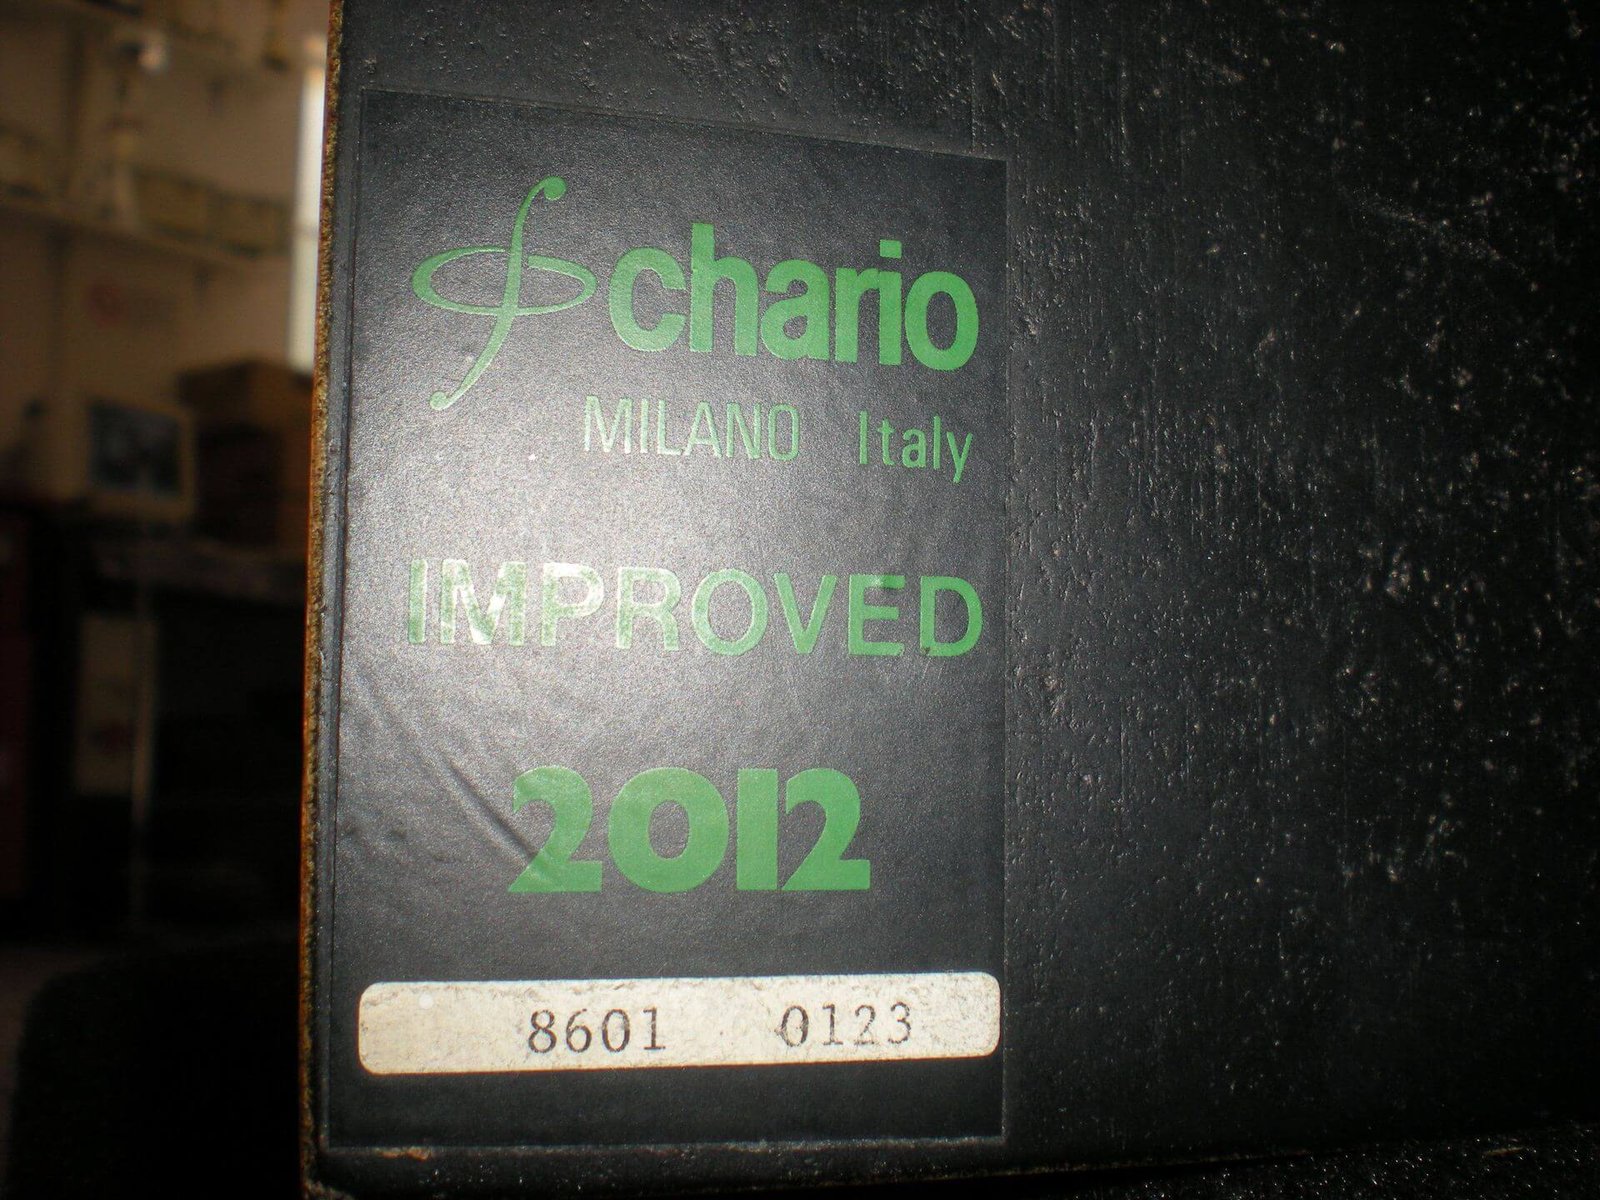 chario
MILANO Italy
IMPROVED
2012
8601 0123